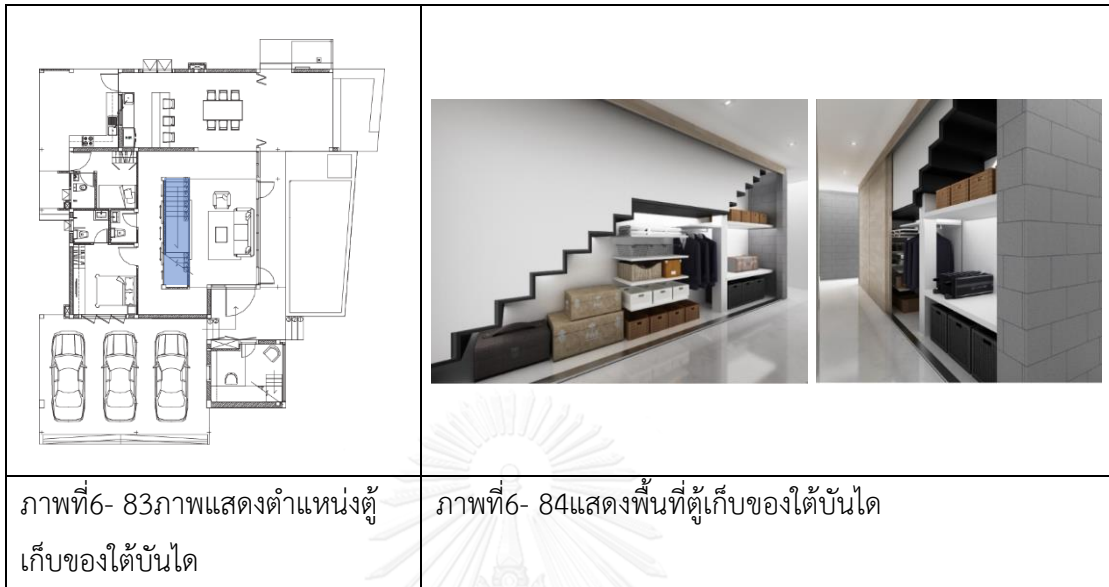 ภาพที่6- 83ภาพแสดงตำแหน่งตู้
เก็บของใต้บันได
ภาพที่6- 84แสดงพื้นที่ตู้เก็บของใต้บันได